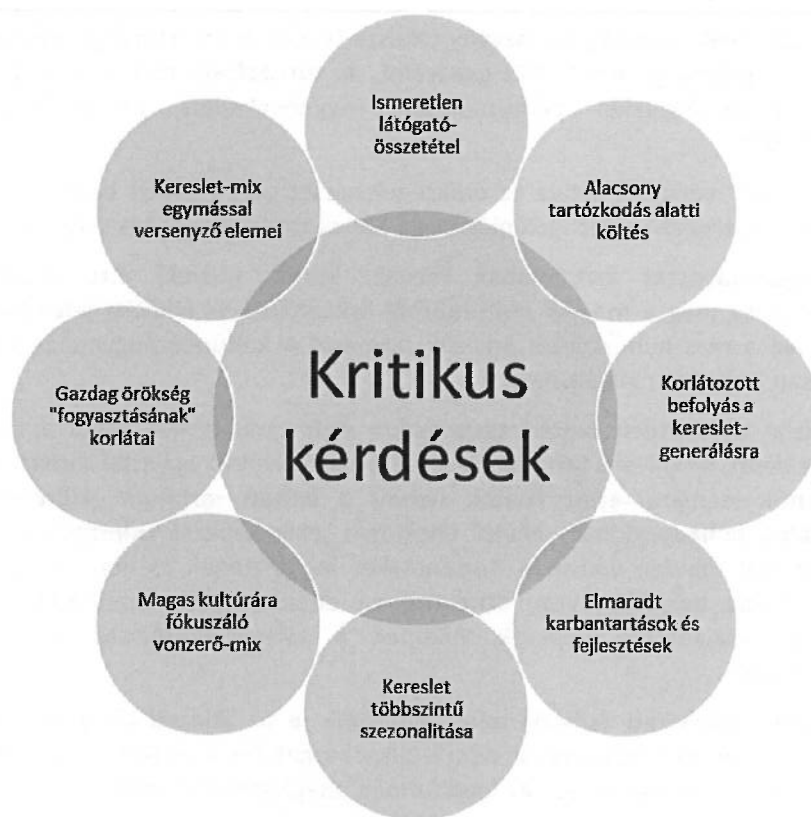 Kritikus
kérdések
Ismeretlen
látógató-
összetétel
Alacsony
tartózkodás alatti
költés
Korlátozott
befolyás a
kereslet-
generálásra
Elmaradt
karbantartások és
fejlesztések
Kereslet
többszintű
szezonalitása
Magas kultúrára
fókuszáló
vonzerő-mix
Gazdag örökség
"fogyasztásának"
korlátai
Kereslet-mix
egymással
versenyző elemei